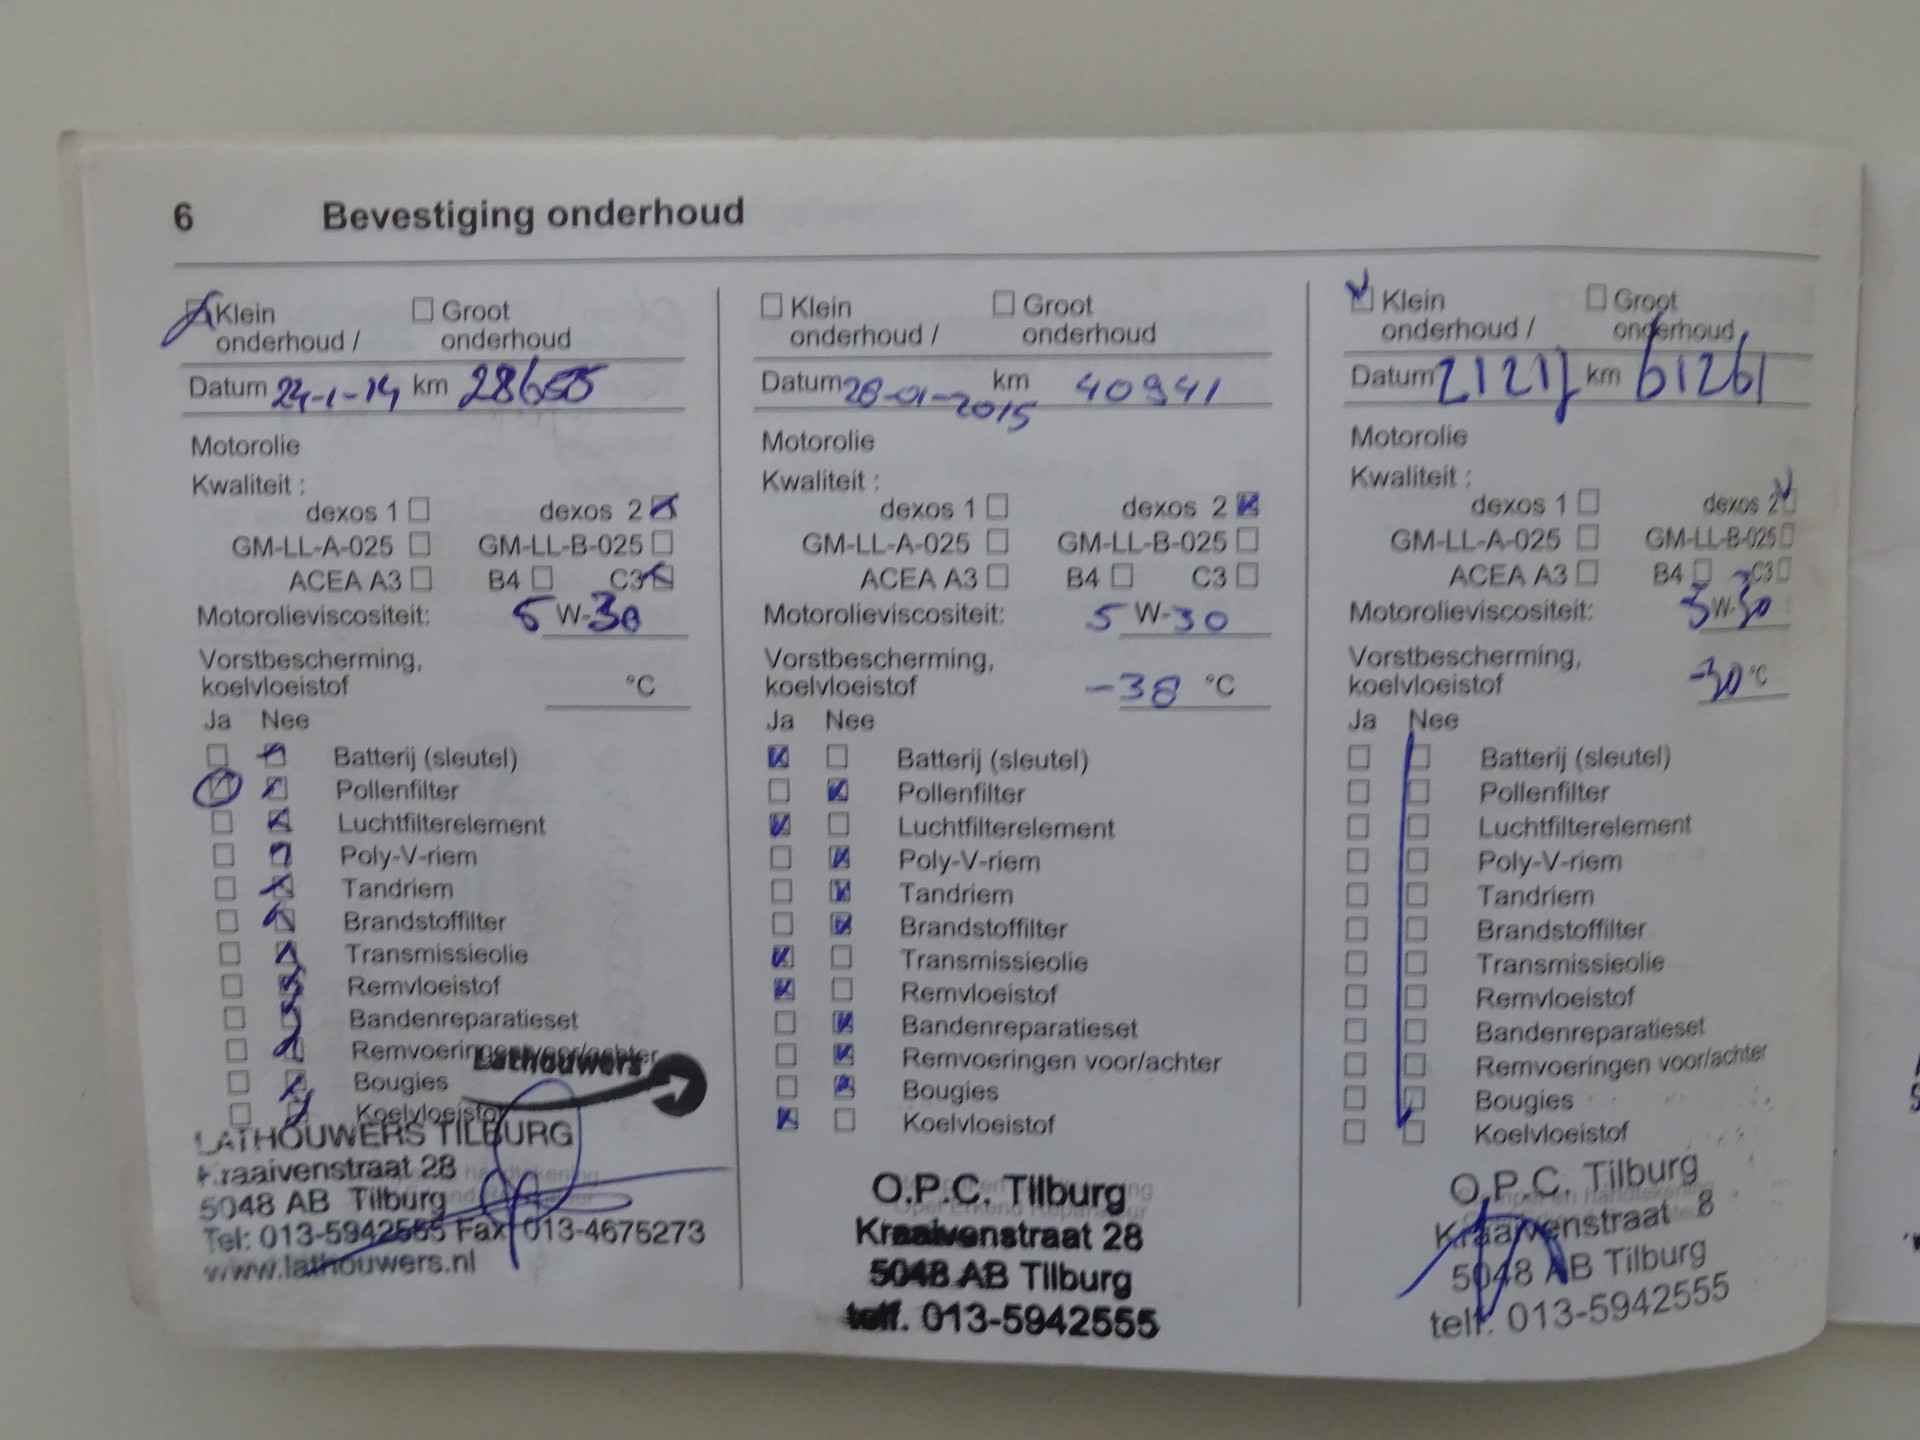 6 Bevestiging onderhoud
Klein onderhoud / Groot onderhoud
Datum 24-1-14 km 28655
Motorolie
Kwaliteit :
dexos 1 dexos 2
GM-LL-A-025 GM-LL-B-025
ACEA A3 B4 C3
Motorolieviscositeit: 5 W-30
Vorstbescherming,
koelvloeistof °C
Ja Nee
Batterij (sleutel)
Pollenfilter
Luchtfilterelement
Poly-V-riem
Tandriem
Brandstoffilter
Transmissieolie
Remvloeistof
Bandenreparatieset
Remvoeringen voor/achter
Lathouwers
Bougies
Koelvloeistof
LATHOUWERS TILBURG
Kraaivenstraat 28
5048 AB Tilburg
Tel: 013-5942555 Fax 013-4675273
www.lathouwers.nl
Klein onderhoud / Groot onderhoud
Datum 28-01-2015 km 40941
Motorolie
Kwaliteit :
dexos 1 dexos 2
GM-LL-A-025 GM-LL-B-025
ACEA A3 B4 C3
Motorolieviscositeit: 5 W-30
Vorstbescherming,
koelvloeistof -38 °C
Ja Nee
Batterij (sleutel)
Pollenfilter
Luchtfilterelement
Poly-V-riem
Tandriem
Brandstoffilter
Transmissieolie
Remvloeistof
Bandenreparatieset
Remvoeringen voor/achter
Bougies
Koelvloeistof
O.P.C. Tilburg
Kraaivenstraat 28
5048 AB Tilburg
telf. 013-5942555
Klein onderhoud / Groot onderhoud
Datum km 61261
Motorolie
Kwaliteit :
dexos 1 dexos 2
GM-LL-A-025 GM-LL-B-025
ACEA A3 B4 C3
Motorolieviscositeit: 5 W-30
Vorstbescherming,
koelvloeistof -30 °C
Ja Nee
Batterij (sleutel)
Pollenfilter
Luchtfilterelement
Poly-V-riem
Tandriem
Brandstoffilter
Transmissieolie
Remvloeistof
Bandenreparatieset
Remvoeringen voor/achter
Bougies
Koelvloeistof
O.P.C. Tilburg
Kraaivenstraat 8
5048 AB Tilburg
telf. 013-5942555